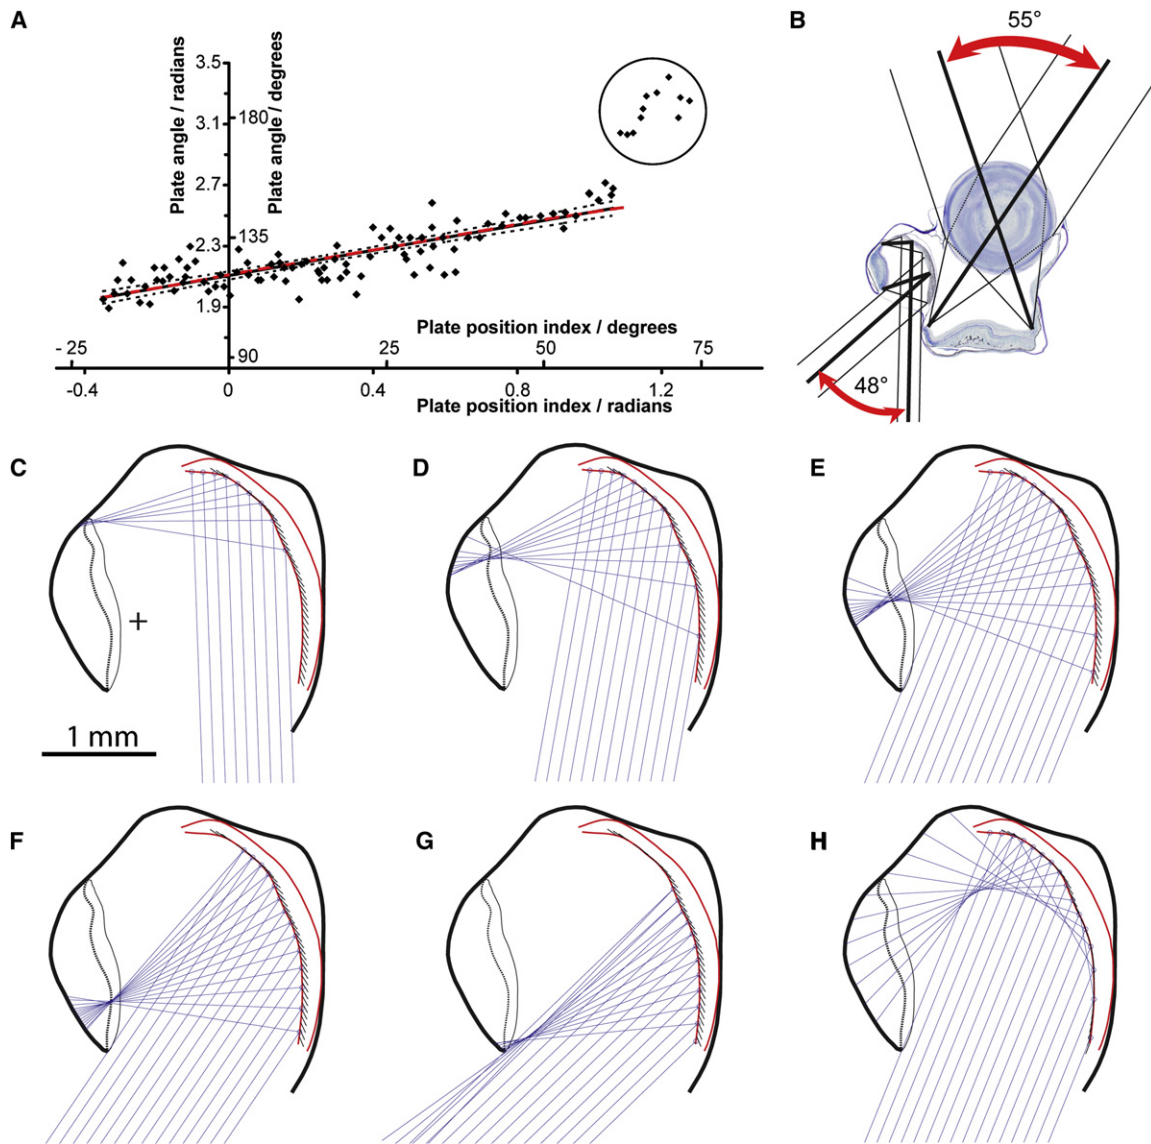 A
Plate angle / radians
Plate angle / degrees
3.5
3.1
2.7
2.3
1.9
180
135
90
Plate position index / degrees
- 25
25
50
75
-0.4
0
0.4
0.8
1.2
Plate position index / radians
B
55°
48°
C
+
1 mm
D
E
F
G
H